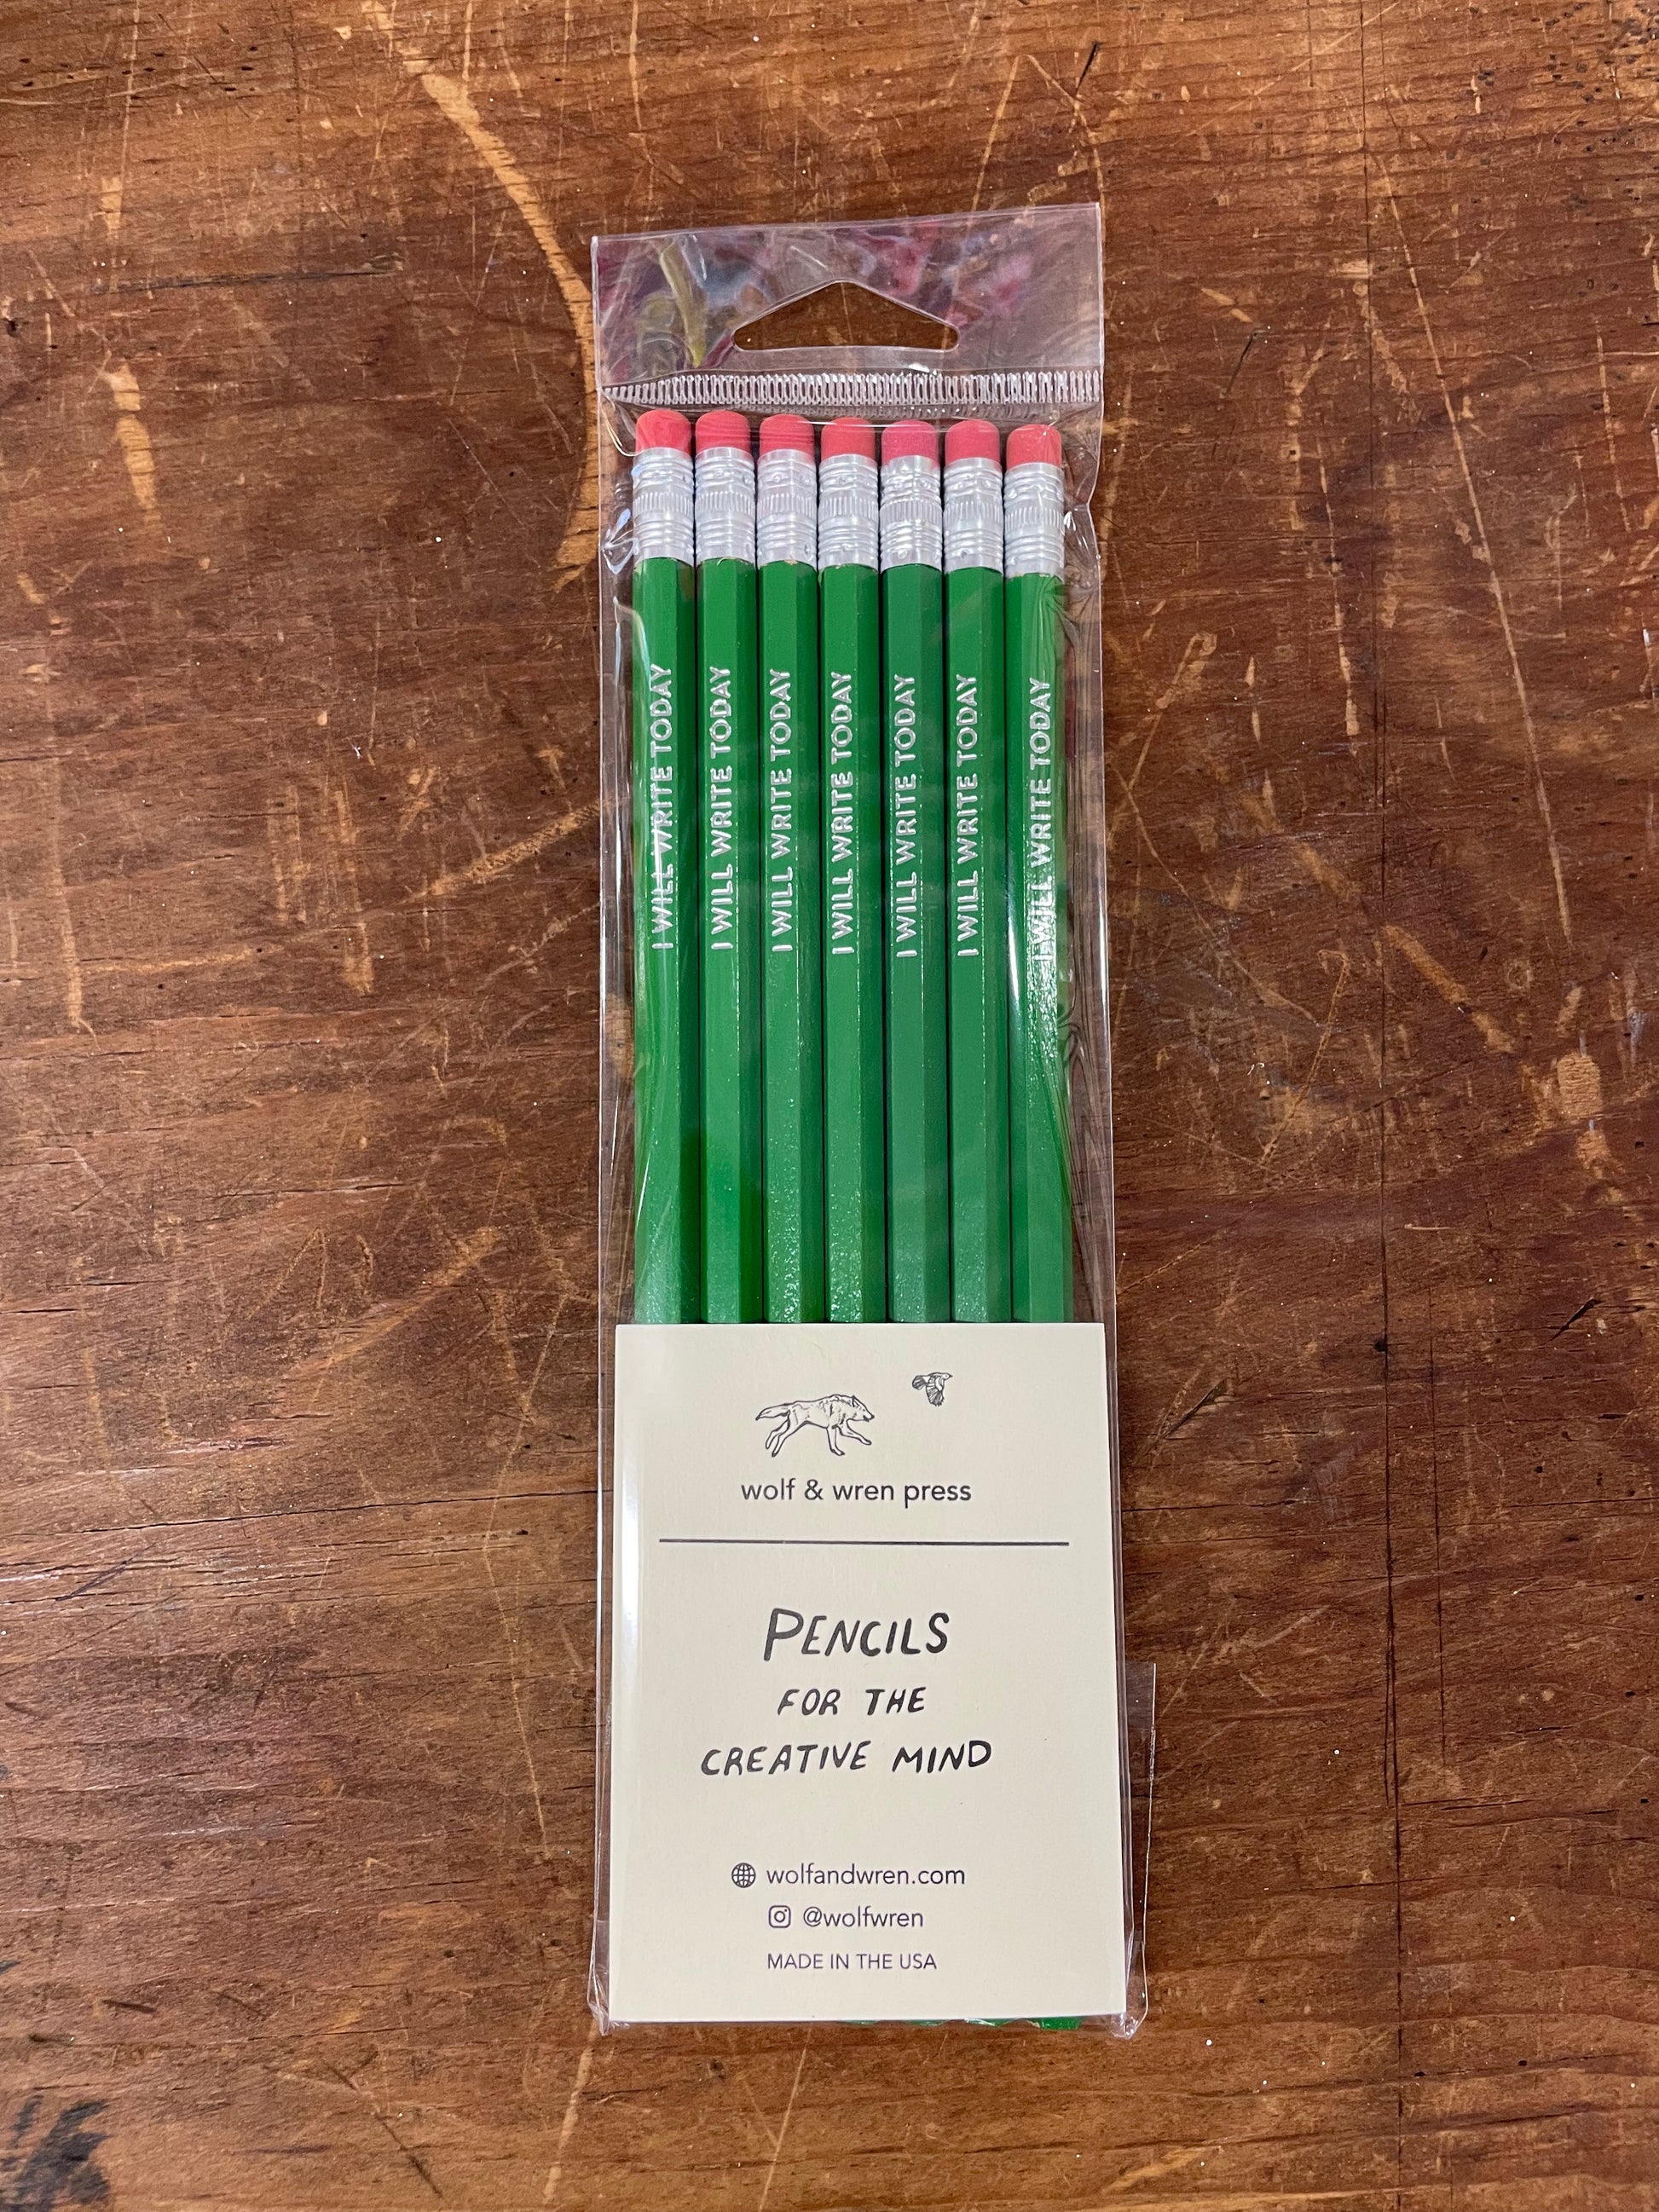 I WILL WRITE TODAY
I WILL WRITE TODAY
I WILL WRITE TODAY
I WILL WRITE TODAY
I WILL WRITE TODAY
I WILL WRITE TODAY
I WILL WRITE TODAY
wolf & wren press
PENCILS
FOR THE
CREATIVE MIND
wolfandwren.com
@wolfwren
MADE IN THE USA